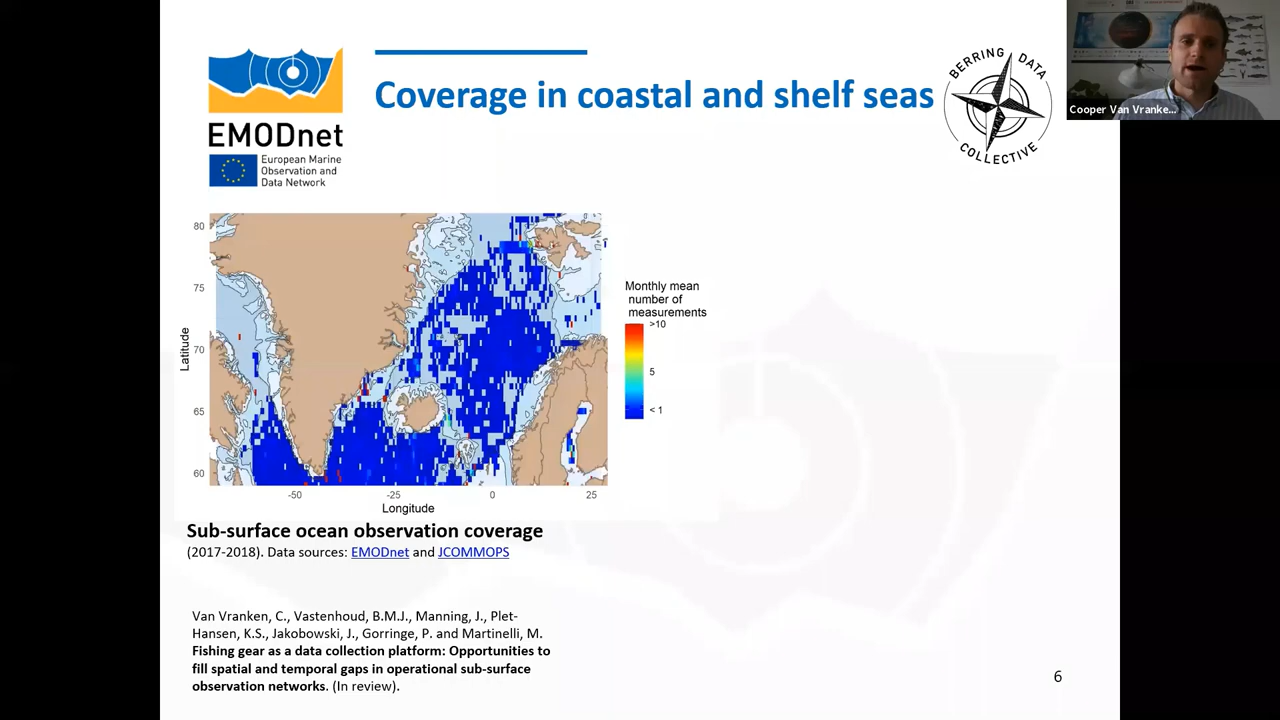 EMODnet
European Marine
Observation and
Data Network
Coverage in coastal and shelf seas
BERRING DATA
COLLECTIVE
Cooper Van Vranke...
80
75
70
65
60
Latitude
-50
-25
0
25
Longitude
Monthly mean
number of
measurements
>10
5
< 1
Sub-surface ocean observation coverage
(2017-2018). Data sources: EMODnet and JCOMMOPS
Van Vranken, C., Vastenhoud, B.M.J., Manning, J., Plet-
Hansen, K.S., Jakobowski, J., Gorringe, P. and Martinelli, M.
Fishing gear as a data collection platform: Opportunities to
fill spatial and temporal gaps in operational sub-surface
observation networks. (In review).
6